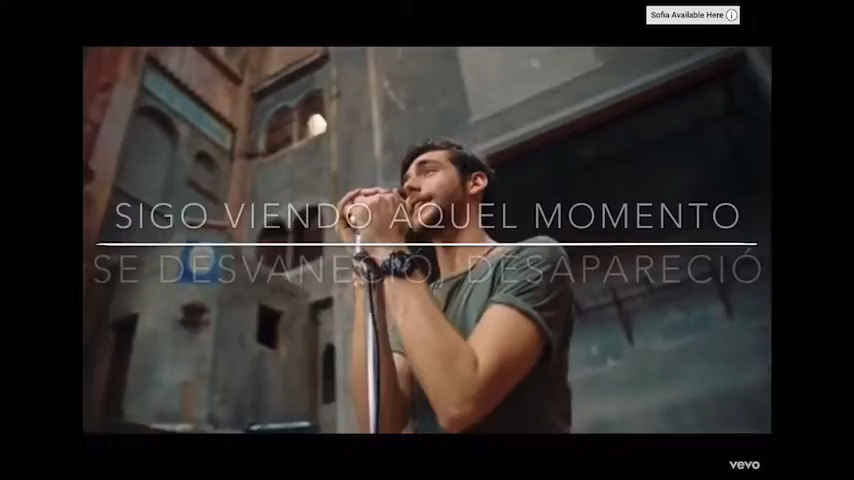 Sofia Available Here
SIGO VIENDO AQUEL MOMENTO
SE DESVANECIÓ, DESAPARECIÓ
vevo